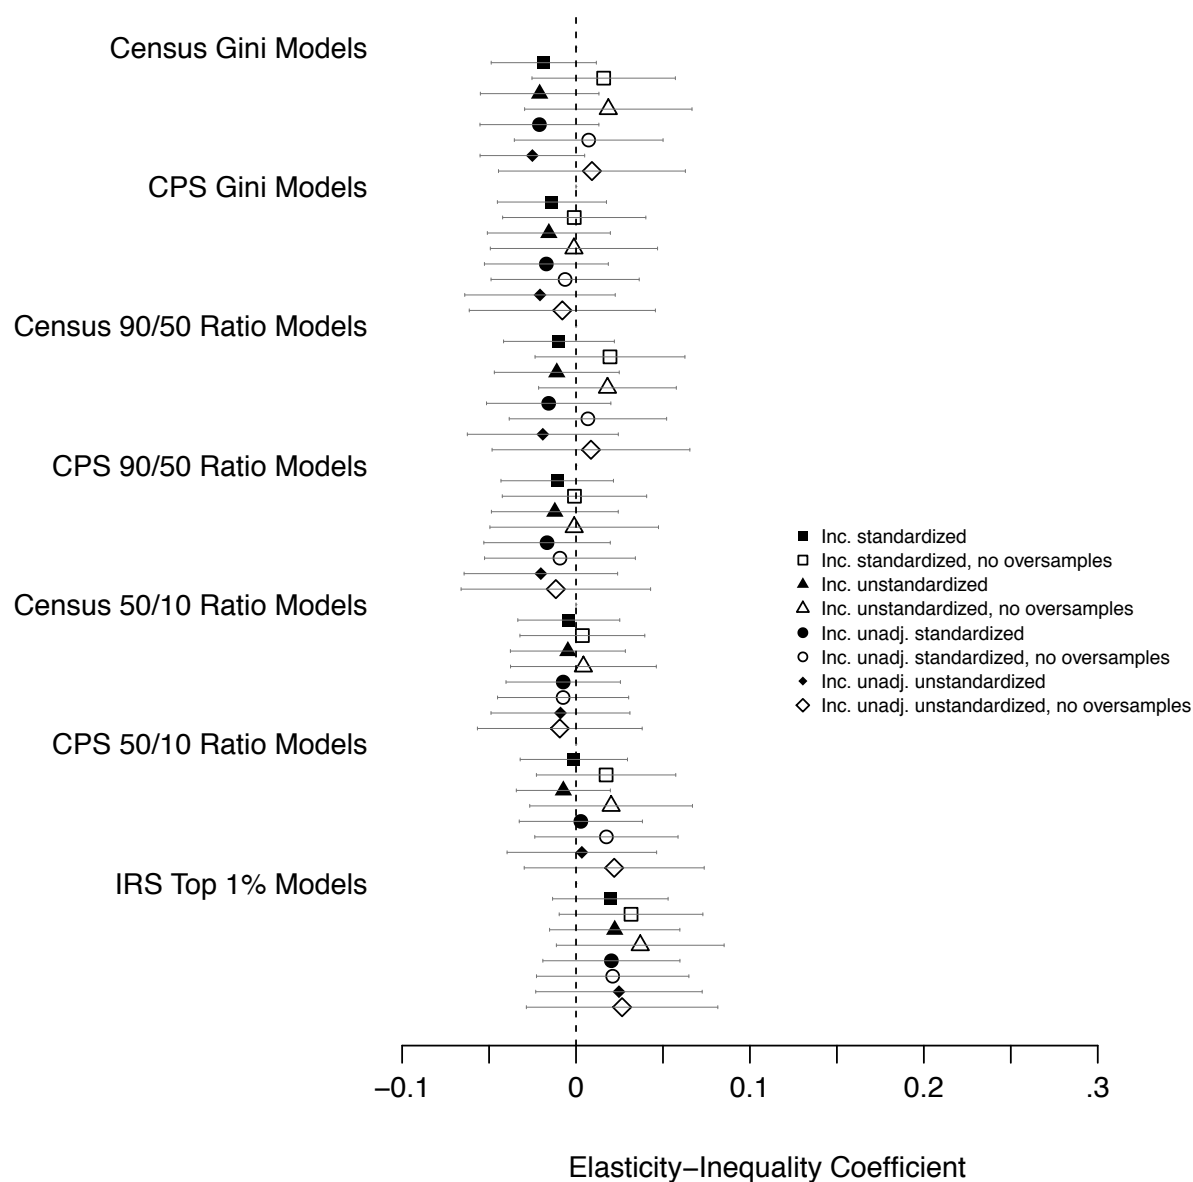 Census Gini Models
CPS Gini Models
Census 90/50 Ratio Models
CPS 90/50 Ratio Models
Census 50/10 Ratio Models
CPS 50/10 Ratio Models
IRS Top 1% Models
Inc. standardized
Inc. standardized, no oversamples
Inc. unstandardized
Inc. unstandardized, no oversamples
Inc. unadj. standardized
Inc. unadj. standardized, no oversamples
Inc. unadj. unstandardized
Inc. unadj. unstandardized, no oversamples
−0.1 0 0.1 0.2 .3
Elasticity−Inequality Coefficient